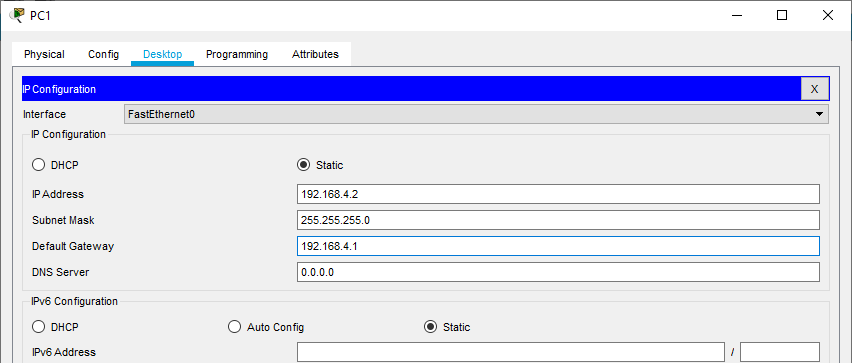 PC1
Physical Config Desktop Programming Attributes
IP Configuration X
Interface FastEthernet0
IP Configuration
DHCP Static
IP Address 192.168.4.2
Subnet Mask 255.255.255.0
Default Gateway 192.168.4.1
DNS Server 0.0.0.0
IPv6 Configuration
DHCP Auto Config Static
IPv6 Address /